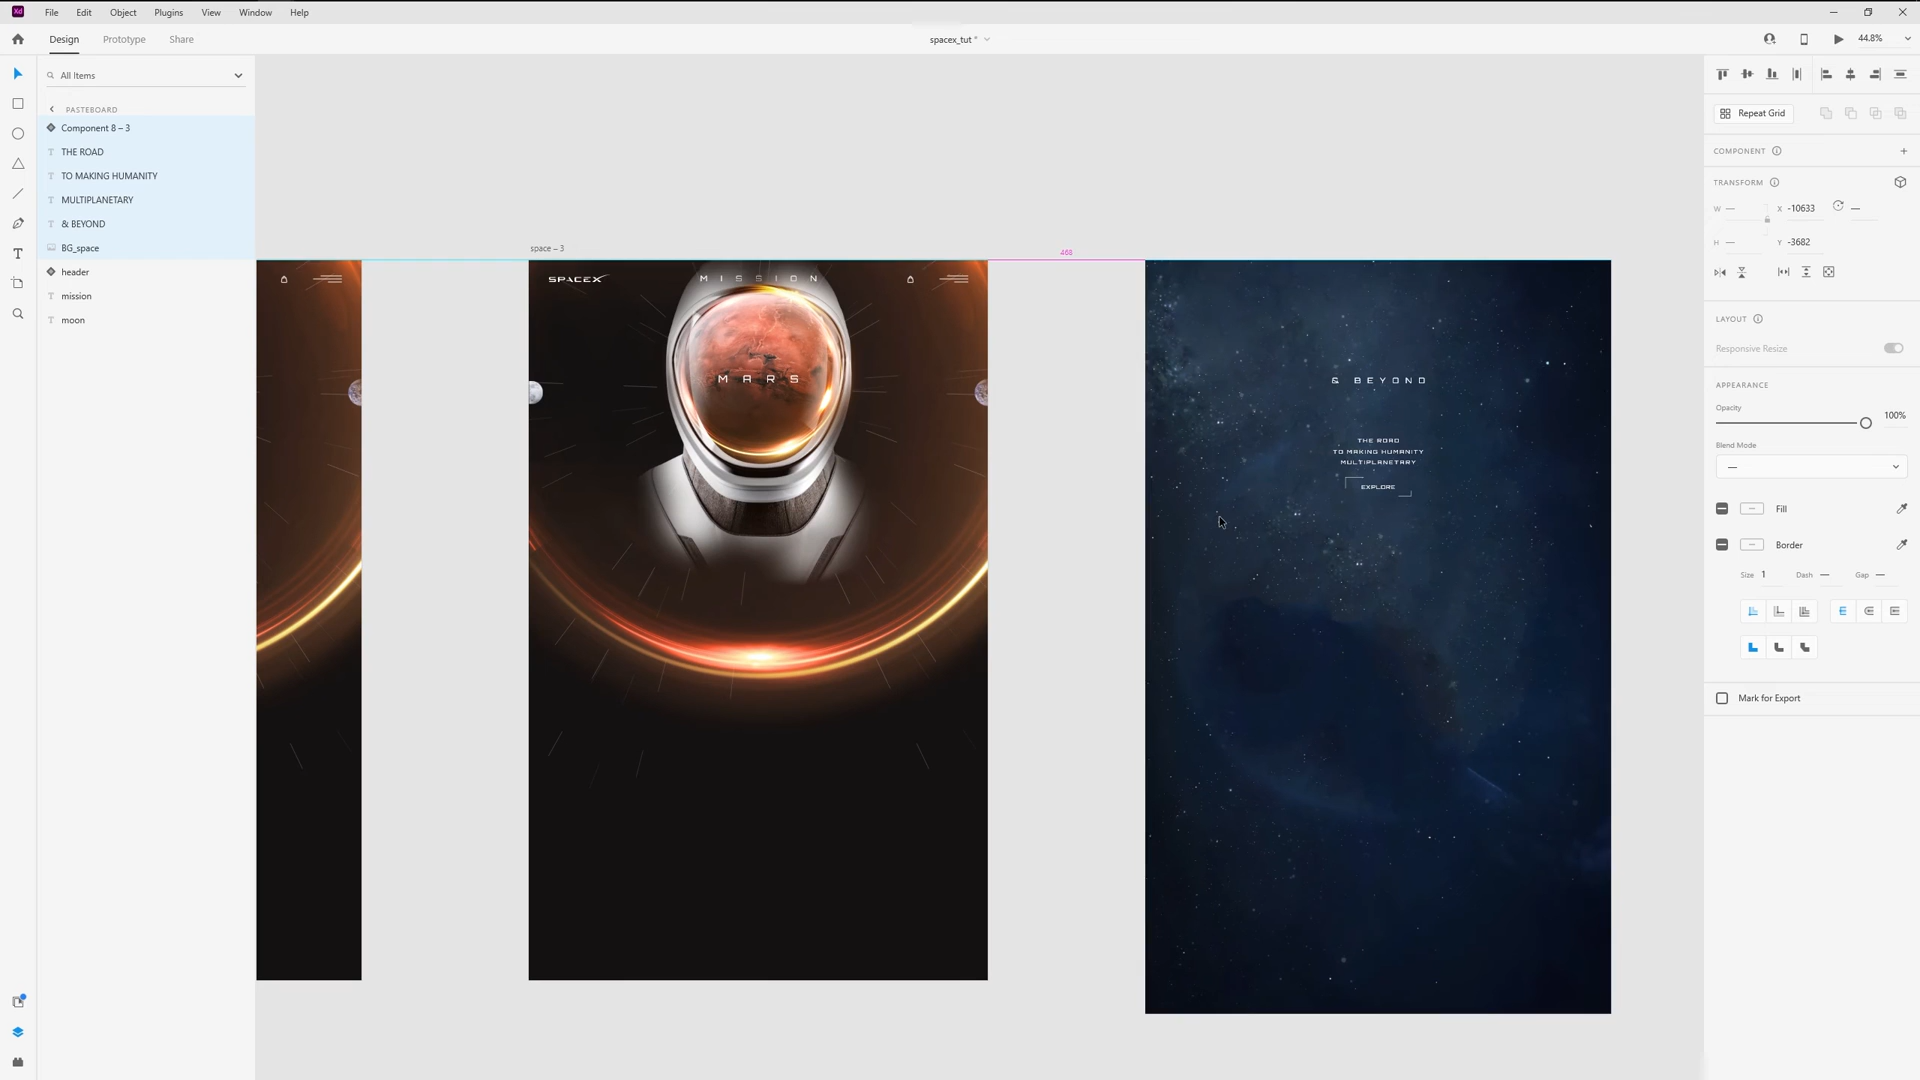 Xd File Edit Object Plugins View Window Help
Design Prototype Share
spacex_tut *
44.8%
All Items
PASTEBOARD
Component 8 – 3
T THE ROAD
T TO MAKING HUMANITY
T MULTIPLANETARY
T & BEYOND
BG_space
header
T mission
T moon
space – 3
468
SPACEX
MISSION
MARS
& BEYOND
THE ROAD
TO MAKING HUMANITY
MULTIPLANETARY
EXPLORE
Repeat Grid
COMPONENT
TRANSFORM
W — X -10633 —
H — Y -3682
LAYOUT
Responsive Resize
APPEARANCE
Opacity
100%
Blend Mode
—
Fill
Border
Size 1 Dash — Gap —
Mark for Export